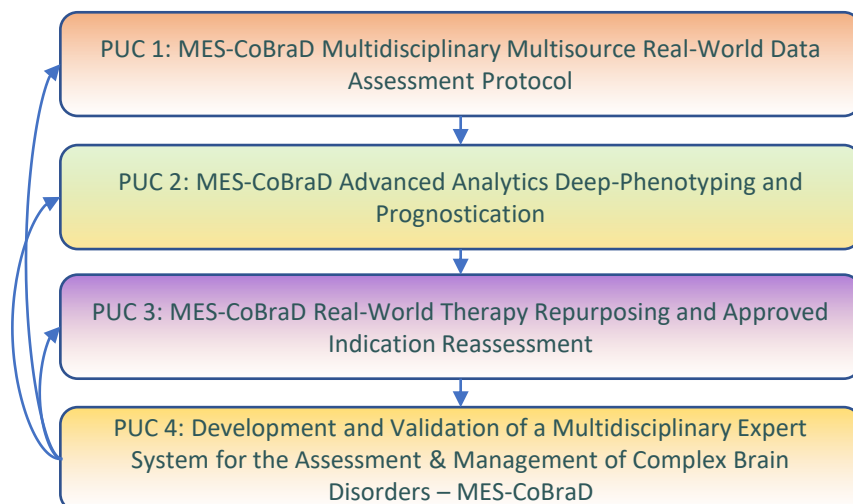 PUC 1: MES-CoBraD Multidisciplinary Multisource Real-World Data
Assessment Protocol
PUC 2: MES-CoBraD Advanced Analytics Deep-Phenotyping and
Prognostication
PUC 3: MES-CoBraD Real-World Therapy Repurposing and Approved
Indication Reassessment
PUC 4: Development and Validation of a Multidisciplinary Expert
System for the Assessment & Management of Complex Brain
Disorders – MES-CoBraD